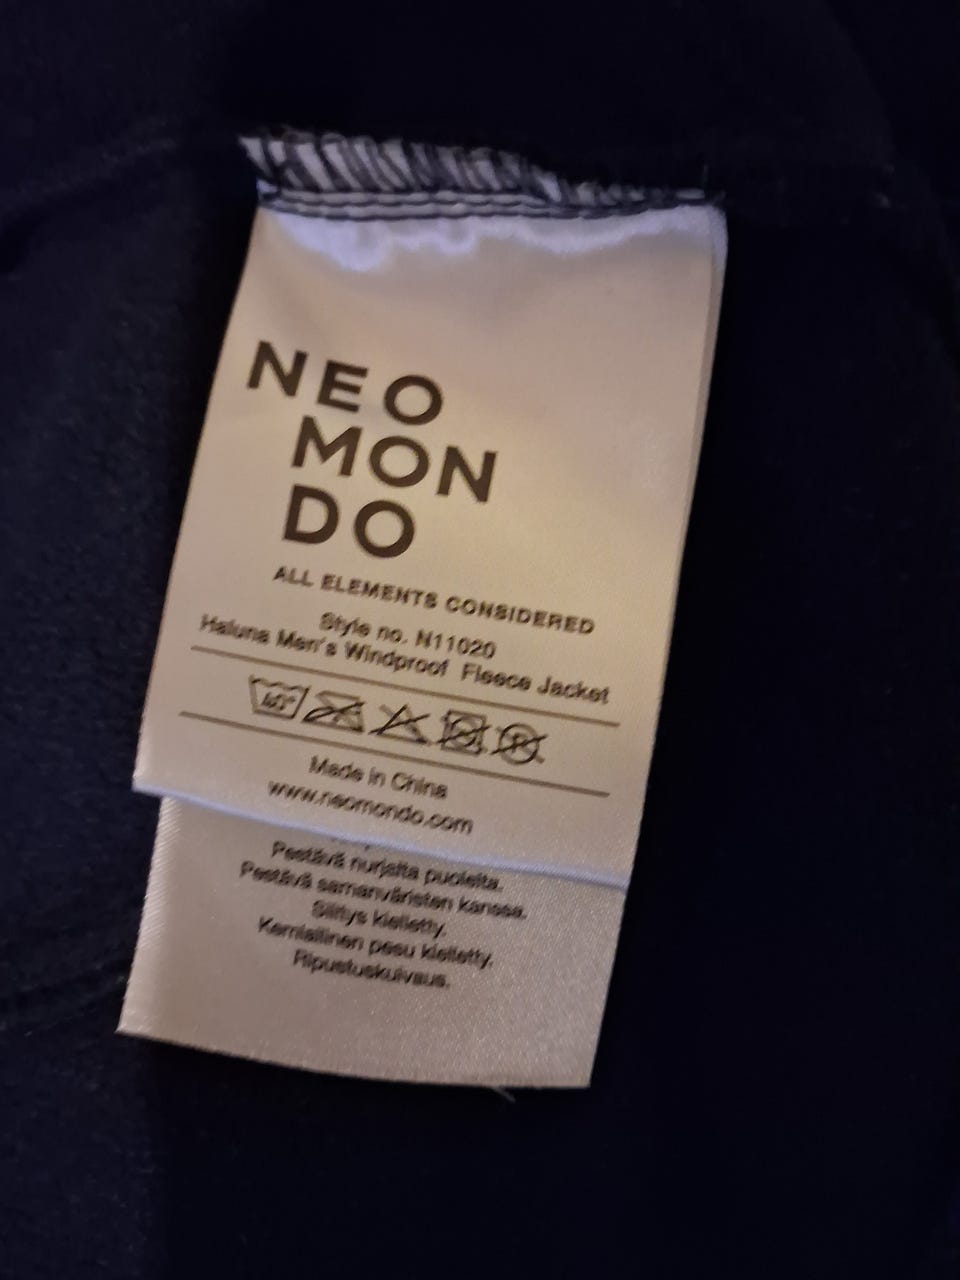 NEO
MON
DO
ALL ELEMENTS CONSIDERED
Style no. N11020
Haluna Men's Windproof Fleece Jacket
40°
P
Made in China
www.neomondo.com
Pestävä nurjalta puolelta.
Pestävä samanväristen kanssa.
Silitys kielletty.
Kemiallinen pesu kielletty.
Ripustuskuivaus.